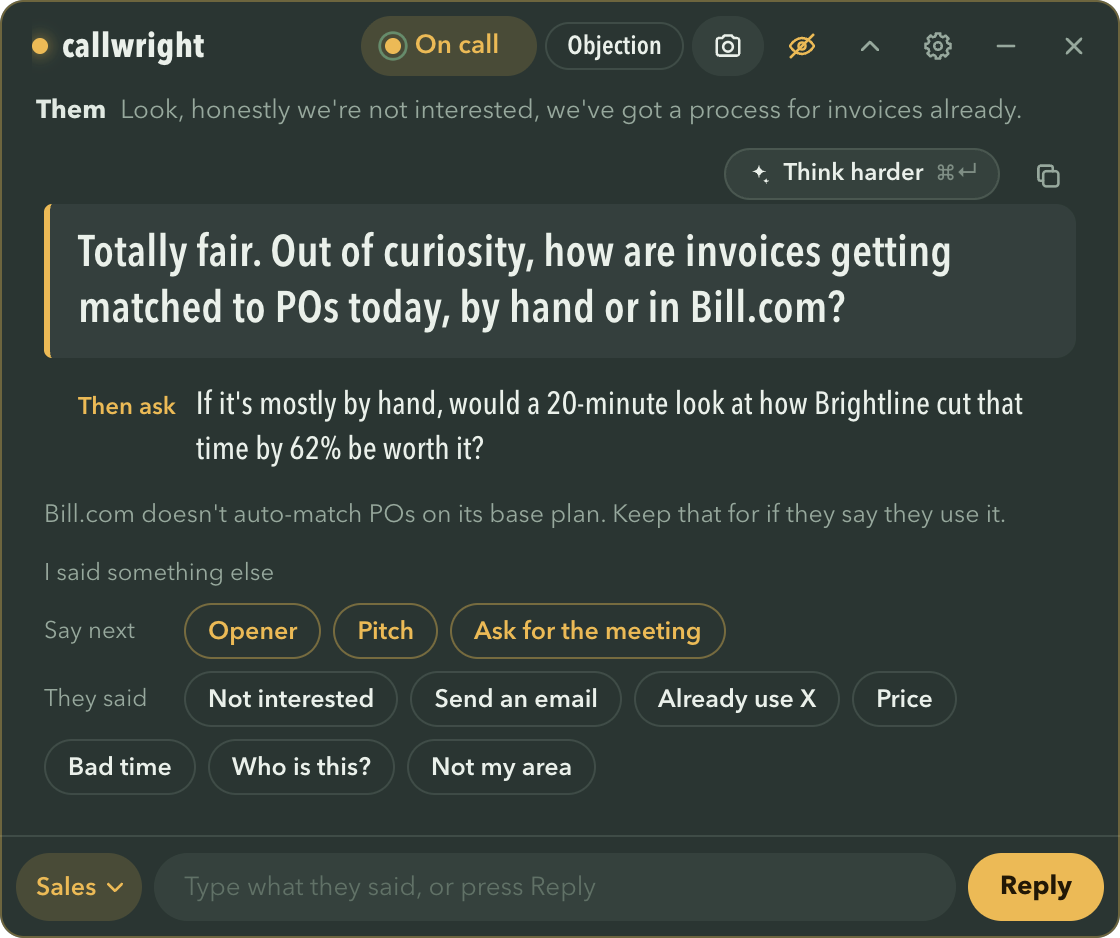 callwright
On call
Objection
Them Look, honestly we're not interested, we've got a process for invoices already.
Think harder ⌘↵
Totally fair. Out of curiosity, how are invoices getting
matched to POs today, by hand or in Bill.com?
Then ask If it's mostly by hand, would a 20-minute look at how Brightline cut that
time by 62% be worth it?
Bill.com doesn't auto-match POs on its base plan. Keep that for if they say they use it.
I said something else
Say next Opener Pitch Ask for the meeting
They said Not interested Send an email Already use X Price
Bad time Who is this? Not my area
Sales Type what they said, or press Reply Reply